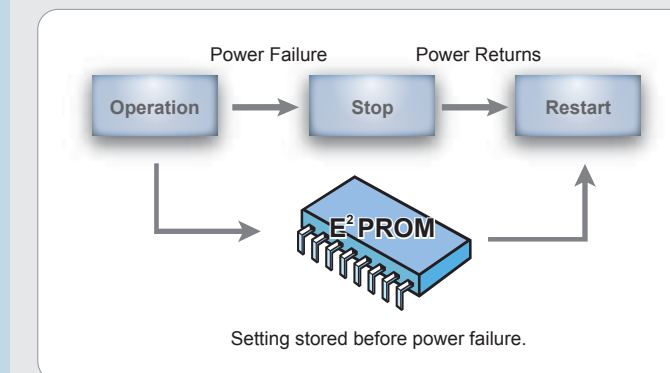 Power Failure Power Returns
Operation Stop Restart
E² PROM
Setting stored before power failure.